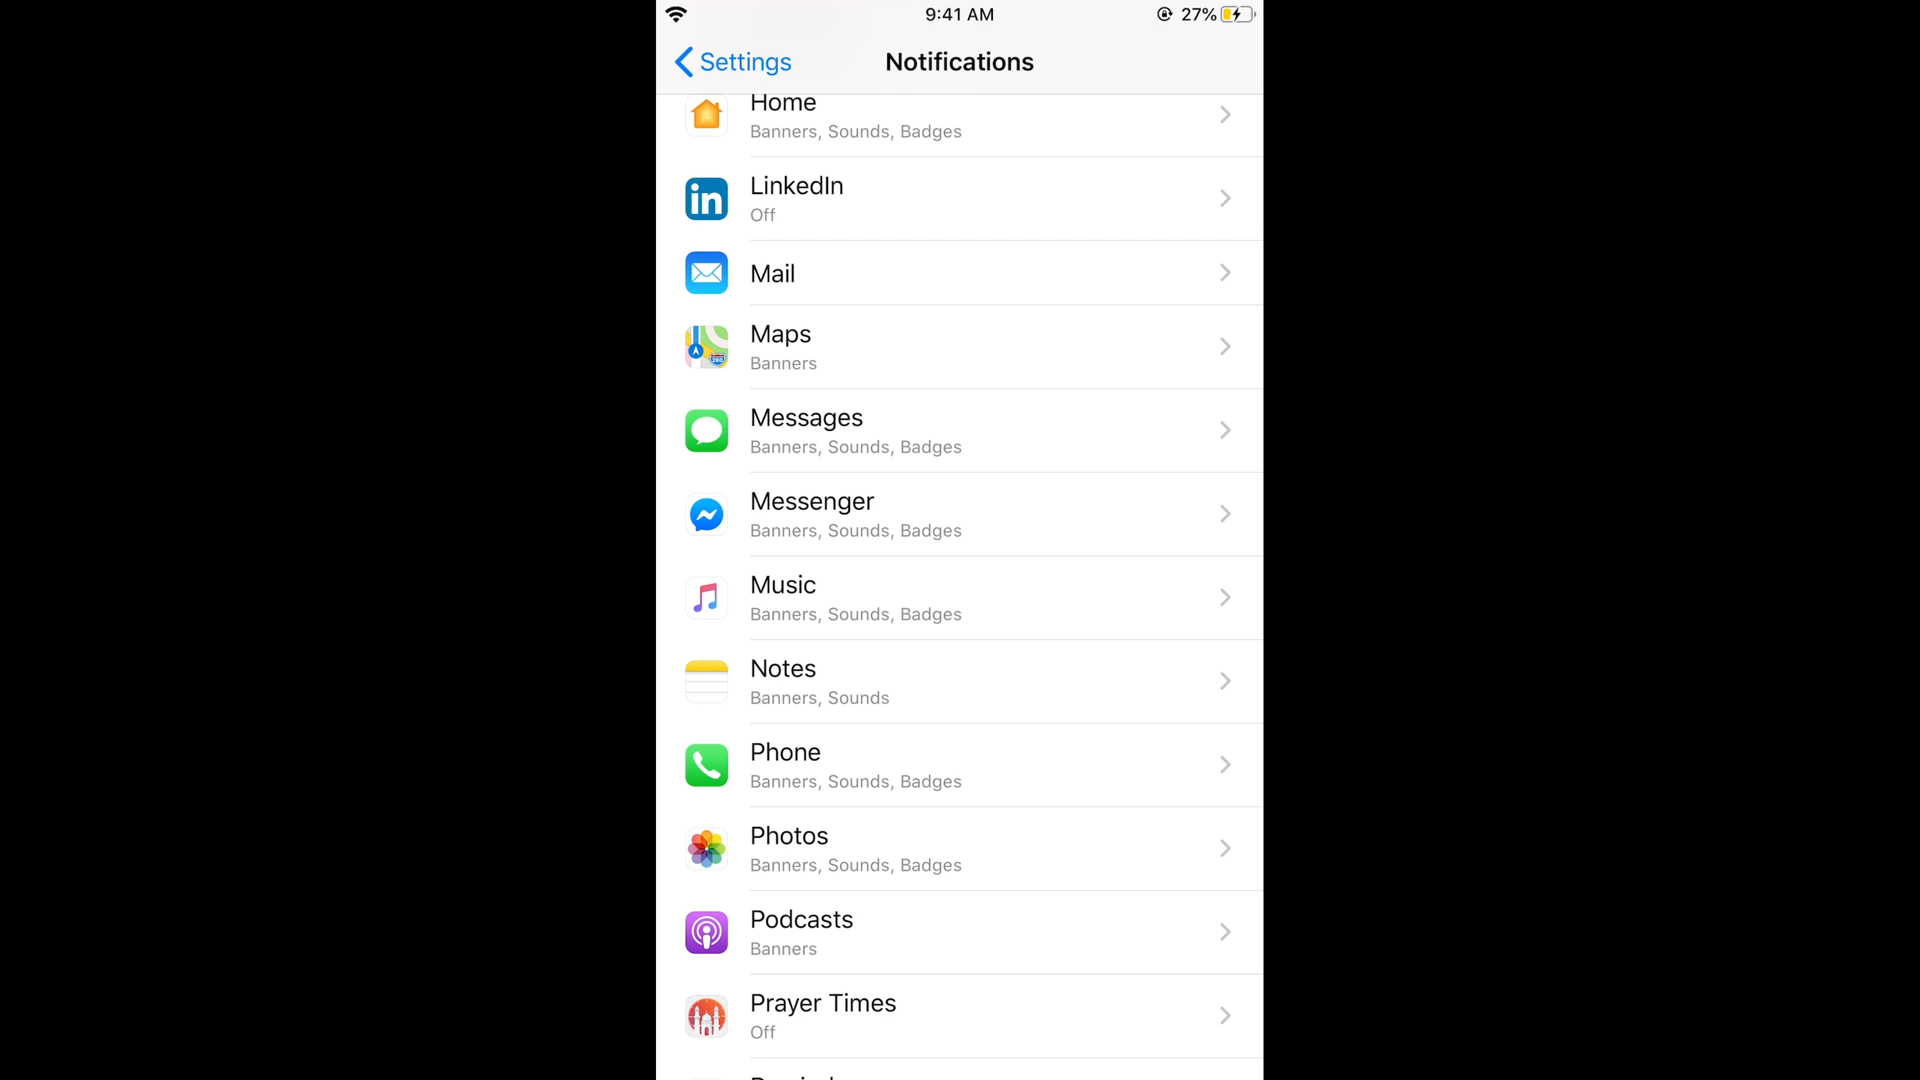 9:41 AM
27%
Settings
Notifications
Home
Banners, Sounds, Badges
in
LinkedIn
Off
Mail
Maps
Banners
Messages
Banners, Sounds, Badges
Messenger
Banners, Sounds, Badges
Music
Banners, Sounds, Badges
Notes
Banners, Sounds
Phone
Banners, Sounds, Badges
Photos
Banners, Sounds, Badges
Podcasts
Banners
Prayer Times
Off